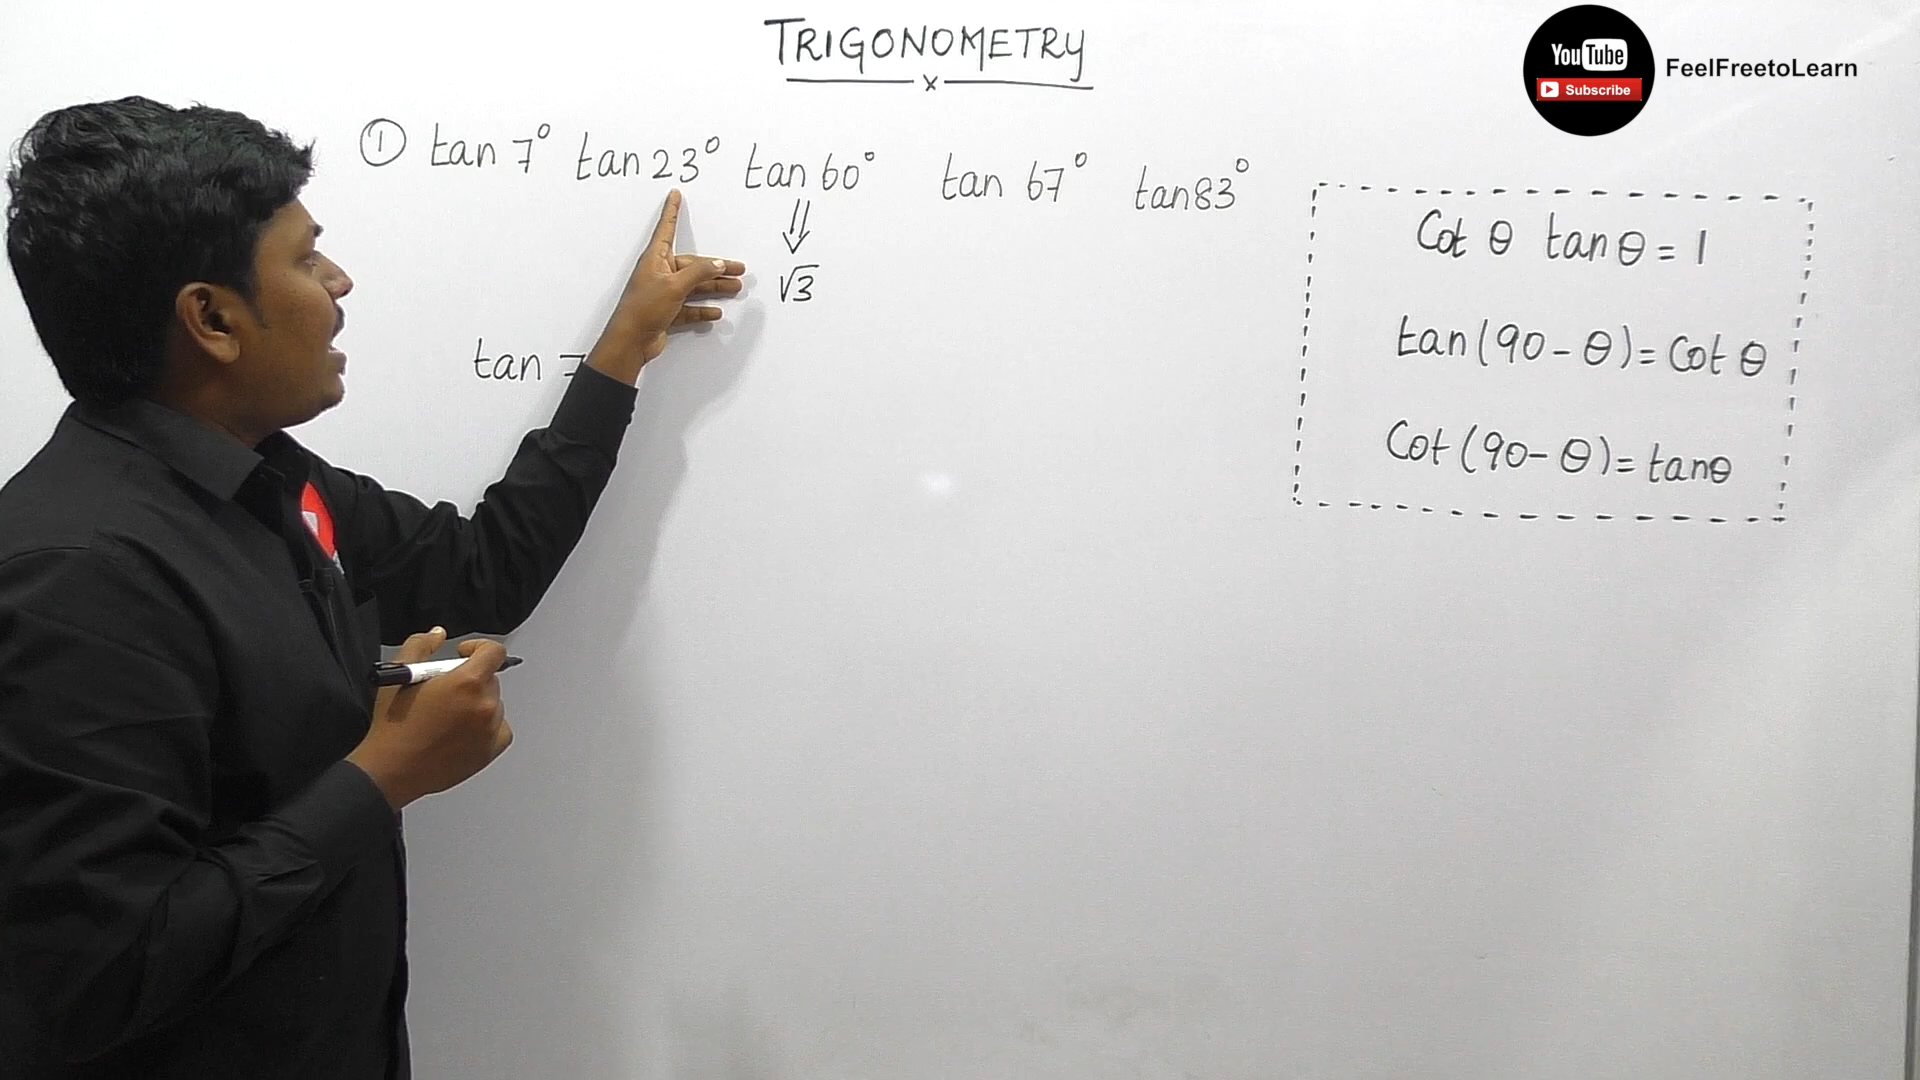 TRIGONOMETRY
x
YouTube
Subscribe
FeelFreetoLearn
① tan 7° tan 23° tan 60° tan 67° tan 83°
⇓
√3
tan 7
Cot θ tan θ = 1
tan (90 - θ) = Cot θ
Cot (90 - θ) = tan θ